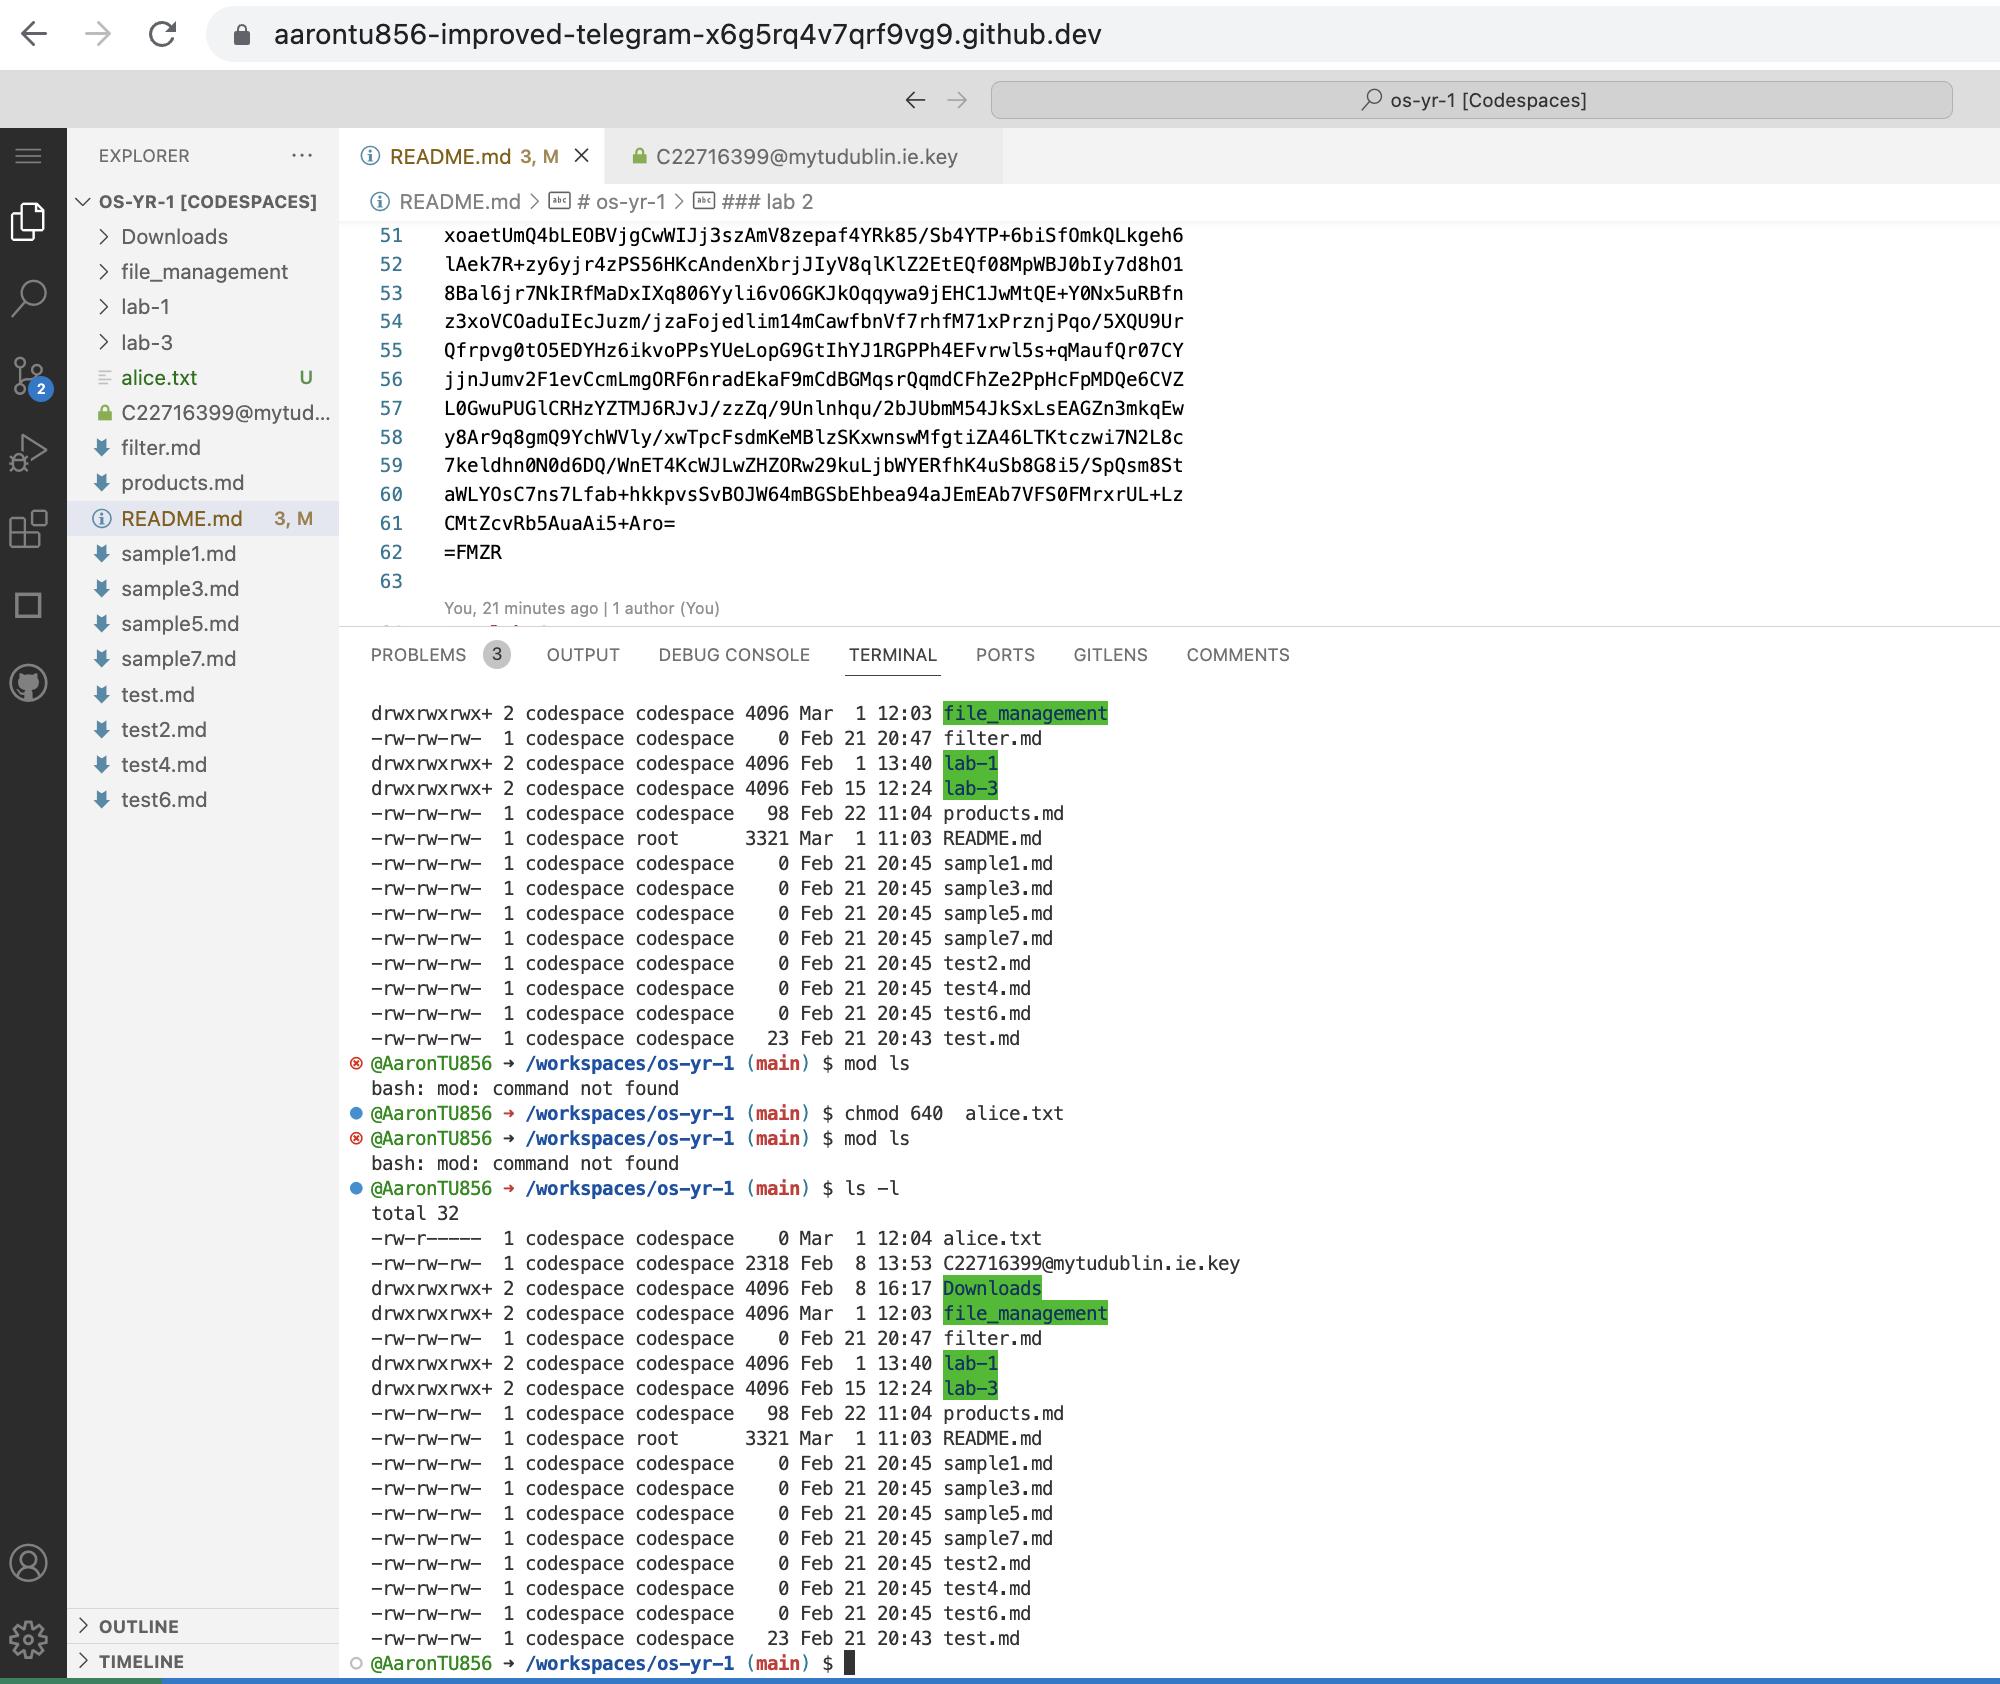 aarontu856-improved-telegram-x6g5rq4v7qrf9vg9.github.dev
os-yr-1 [Codespaces]
EXPLORER
OS-YR-1 [CODESPACES]
Downloads
file_management
lab-1
lab-3
alice.txt U
C22716399@mytud...
filter.md
products.md
README.md 3, M
sample1.md
sample3.md
sample5.md
sample7.md
test.md
test2.md
test4.md
test6.md
OUTLINE
TIMELINE
2
README.md 3, M
C22716399@mytudublin.ie.key
README.md > # os-yr-1 > ### lab 2
51 xoaetUmQ4bLEOBVjgCwWIJj3szAmV8zepaf4YRk85/Sb4YTP+6biSfOmkQLkgeh6
52 lAek7R+zy6yjr4zPS56HKcAndenXbrjJIyV8qlKlZ2EtEQf08MpWBJ0bIy7d8hO1
53 8Bal6jr7NkIRfMaDxIXq806Yyli6vO6GKJkOqqywa9jEHC1JwMtQE+Y0Nx5uRBfn
54 z3xoVCOaduIEcJuzm/jzaFojedlim14mCawfbnVf7rhfM71xPrznjPqo/5XQU9Ur
55 Qfrpvg0tO5EDYHz6ikvoPPsYUeLopG9GtIhYJ1RGPPh4EFvrwl5s+qMaufQr07CY
56 jjnJumv2F1evCcmLmgORF6nradEkaF9mCdBGMqsrQqmdCFhZe2PpHcFpMDQe6CVZ
57 L0GwuPUGlCRHzYZTMJ6RJvJ/zzZq/9Unlnhqu/2bJUbmM54JkSxLsEAGZn3mkqEw
58 y8Ar9q8gmQ9YchWVly/xwTpcFsdmKeMBlzSKxwnswMfgtiZA46LTKtczwi7N2L8c
59 7keldhn0N0d6DQ/WnET4KcWJLwZHZORw29kuLjbWYERfhK4uSb8G8i5/SpQsm8St
60 aWLYOsC7ns7Lfab+hkkpvsSvBOJW64mBGSbEhbea94aJEmEAb7VFS0FMrxrUL+Lz
61 CMtZcvRb5AuaAi5+Aro=
62 =FMZR
63
You, 21 minutes ago | 1 author (You)
PROBLEMS 3 OUTPUT DEBUG CONSOLE TERMINAL PORTS GITLENS COMMENTS
drwxrwxrwx+ 2 codespace codespace 4096 Mar  1 12:03 file_management
-rw-rw-rw-  1 codespace codespace    0 Feb 21 20:47 filter.md
drwxrwxrwx+ 2 codespace codespace 4096 Feb  1 13:40 lab-1
drwxrwxrwx+ 2 codespace codespace 4096 Feb 15 12:24 lab-3
-rw-rw-rw-  1 codespace codespace   98 Feb 22 11:04 products.md
-rw-rw-rw-  1 codespace root      3321 Mar  1 11:03 README.md
-rw-rw-rw-  1 codespace codespace    0 Feb 21 20:45 sample1.md
-rw-rw-rw-  1 codespace codespace    0 Feb 21 20:45 sample3.md
-rw-rw-rw-  1 codespace codespace    0 Feb 21 20:45 sample5.md
-rw-rw-rw-  1 codespace codespace    0 Feb 21 20:45 sample7.md
-rw-rw-rw-  1 codespace codespace    0 Feb 21 20:45 test2.md
-rw-rw-rw-  1 codespace codespace    0 Feb 21 20:45 test4.md
-rw-rw-rw-  1 codespace codespace    0 Feb 21 20:45 test6.md
-rw-rw-rw-  1 codespace codespace   23 Feb 21 20:43 test.md
@AaronTU856 → /workspaces/os-yr-1 (main) $ mod ls
bash: mod: command not found
@AaronTU856 → /workspaces/os-yr-1 (main) $ chmod 640  alice.txt
@AaronTU856 → /workspaces/os-yr-1 (main) $ mod ls
bash: mod: command not found
@AaronTU856 → /workspaces/os-yr-1 (main) $ ls -l
total 32
-rw-r-----  1 codespace codespace    0 Mar  1 12:04 alice.txt
-rw-rw-rw-  1 codespace codespace 2318 Feb  8 13:53 C22716399@mytudublin.ie.key
drwxrwxrwx+ 2 codespace codespace 4096 Feb  8 16:17 Downloads
drwxrwxrwx+ 2 codespace codespace 4096 Mar  1 12:03 file_management
-rw-rw-rw-  1 codespace codespace    0 Feb 21 20:47 filter.md
drwxrwxrwx+ 2 codespace codespace 4096 Feb  1 13:40 lab-1
drwxrwxrwx+ 2 codespace codespace 4096 Feb 15 12:24 lab-3
-rw-rw-rw-  1 codespace codespace   98 Feb 22 11:04 products.md
-rw-rw-rw-  1 codespace root      3321 Mar  1 11:03 README.md
-rw-rw-rw-  1 codespace codespace    0 Feb 21 20:45 sample1.md
-rw-rw-rw-  1 codespace codespace    0 Feb 21 20:45 sample3.md
-rw-rw-rw-  1 codespace codespace    0 Feb 21 20:45 sample5.md
-rw-rw-rw-  1 codespace codespace    0 Feb 21 20:45 sample7.md
-rw-rw-rw-  1 codespace codespace    0 Feb 21 20:45 test2.md
-rw-rw-rw-  1 codespace codespace    0 Feb 21 20:45 test4.md
-rw-rw-rw-  1 codespace codespace    0 Feb 21 20:45 test6.md
-rw-rw-rw-  1 codespace codespace   23 Feb 21 20:43 test.md
@AaronTU856 → /workspaces/os-yr-1 (main) $